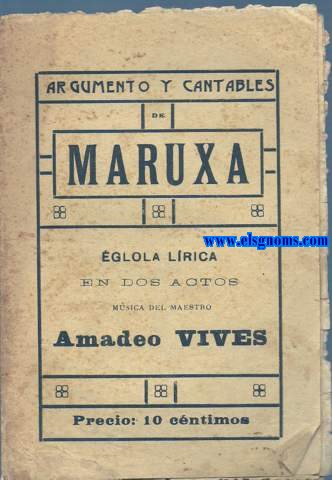 ARGUMENTO Y CANTABLES
DE
MARUXA
www.elsgnoms.com
ÉGLOLA LÍRICA
EN DOS ACTOS
MÚSICA DEL MAESTRO
Amadeo VIVES
Precio: 10 céntimos